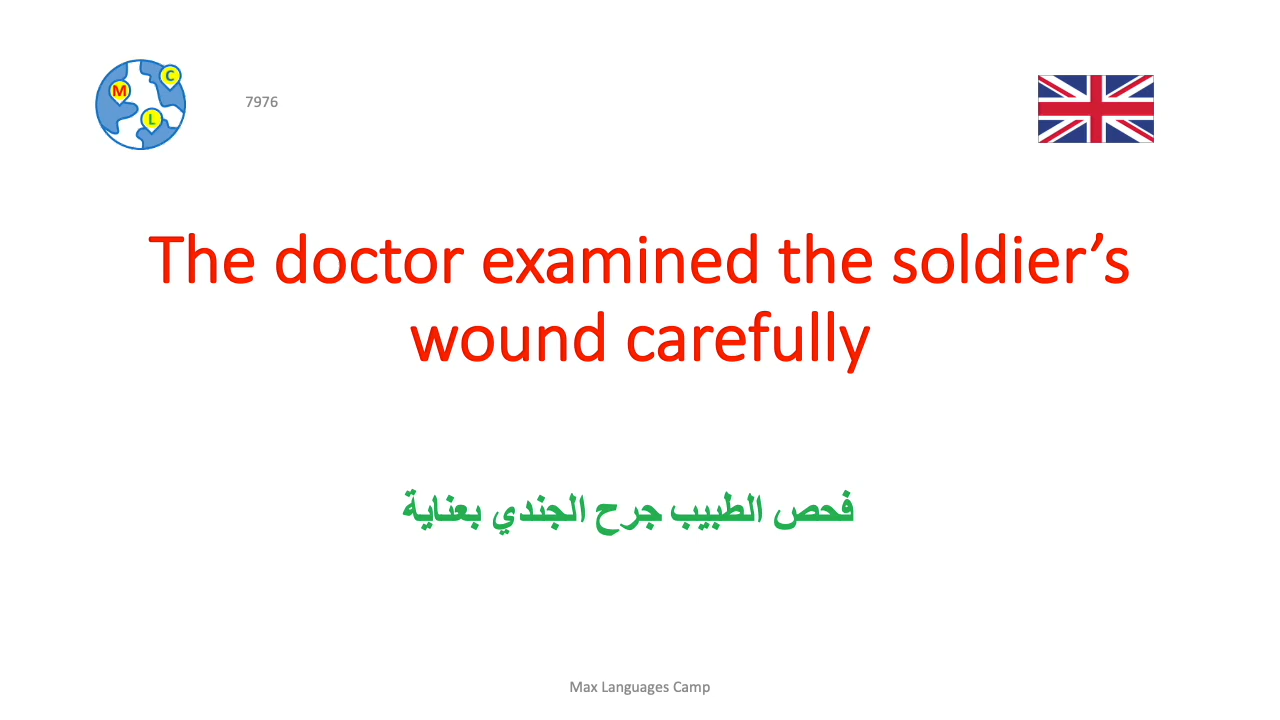 M
C
L
7976
The doctor examined the soldier’s
wound carefully
فحص الطبيب جرح الجندي بعناية
Max Languages Camp